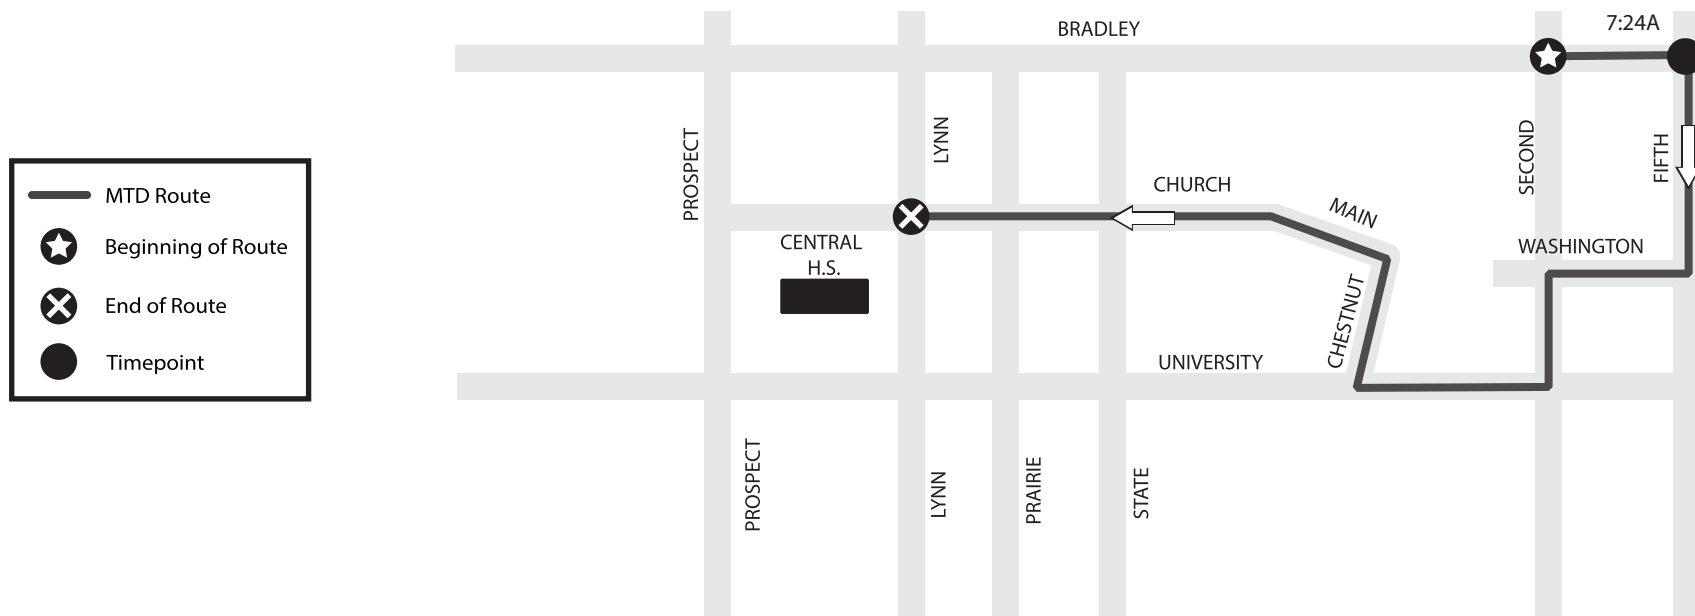 7:24A
BRADLEY
PROSPECT
LYNN
SECOND
FIFTH
CHURCH
MAIN
WASHINGTON
CENTRAL
H.S.
CHESTNUT
UNIVERSITY
PROSPECT
LYNN
PRAIRIE
STATE
MTD Route
Beginning of Route
End of Route
Timepoint